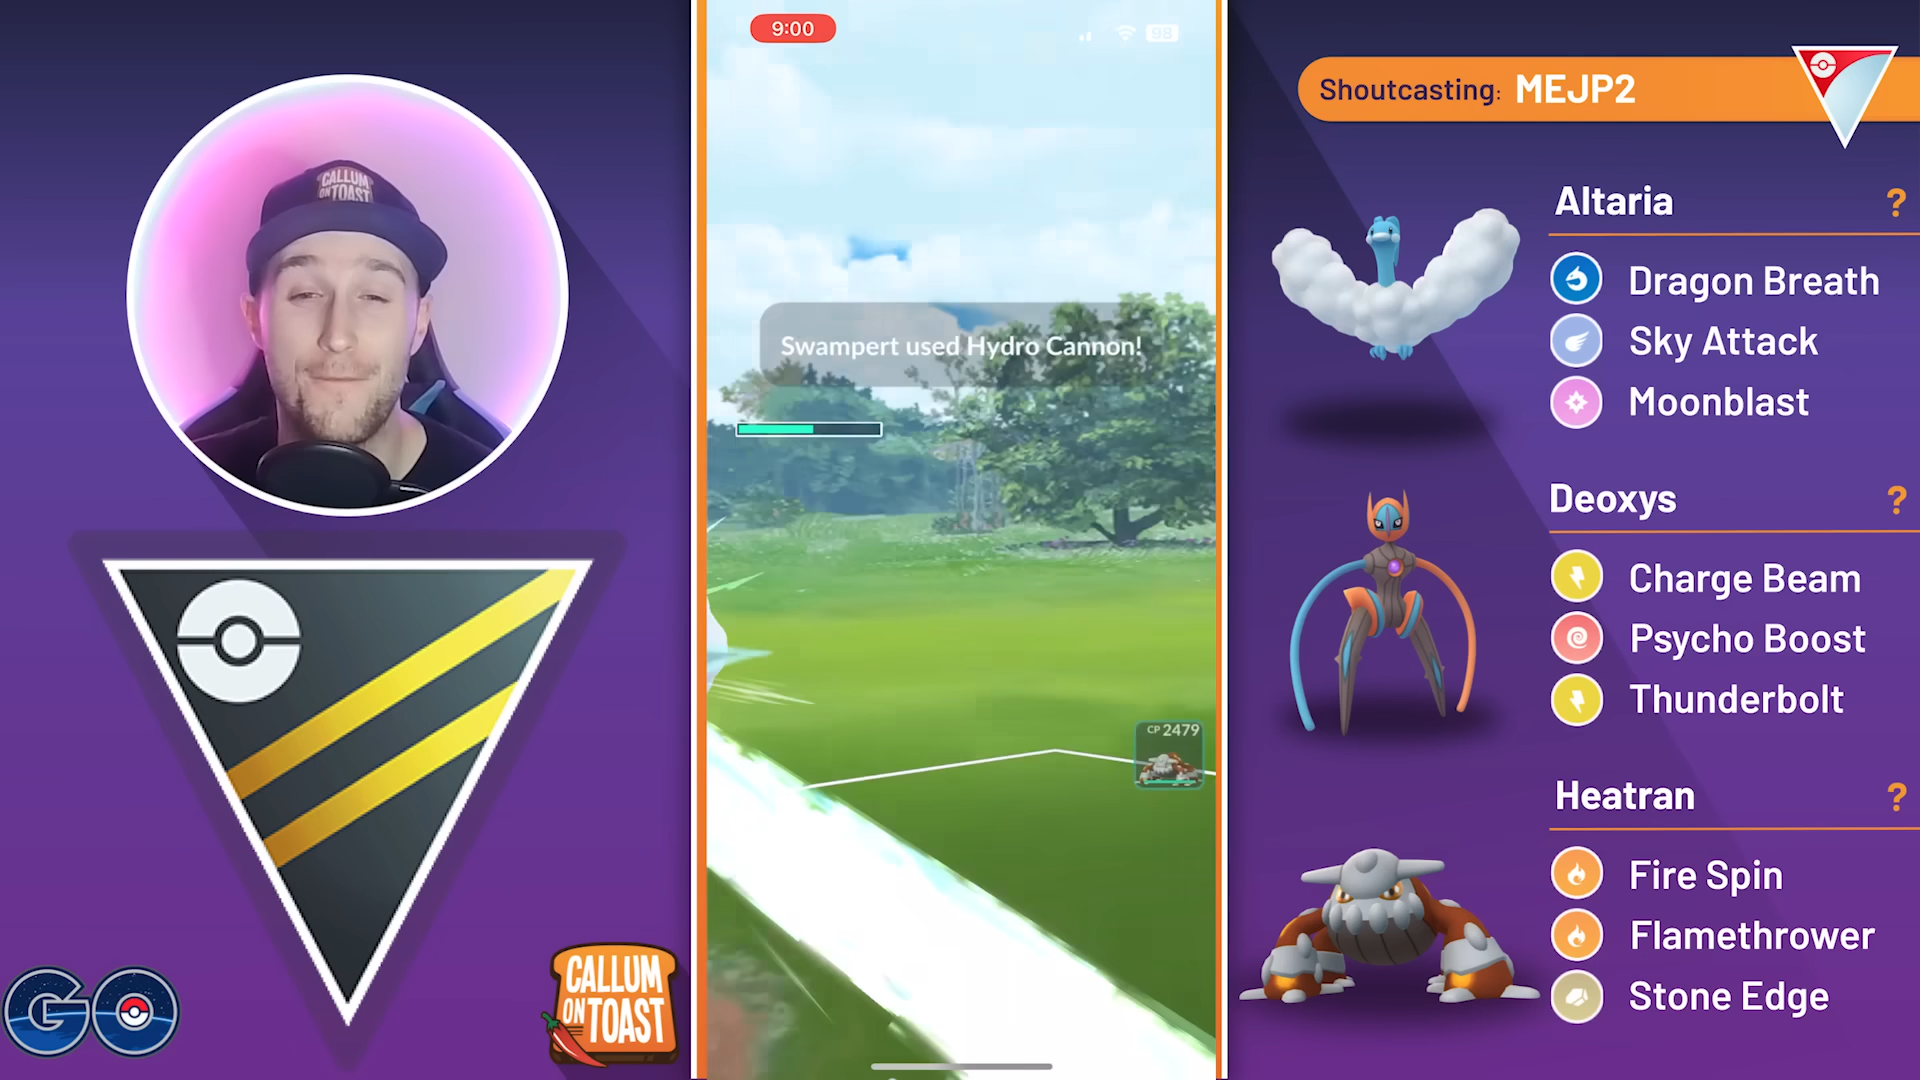 9:00
98
Shoutcasting: MEJP2
CALLUM
ON TOAST
Swampert used Hydro Cannon!
CP 2479
Altaria ?
Dragon Breath
Sky Attack
Moonblast
Deoxys ?
Charge Beam
Psycho Boost
Thunderbolt
Heatran ?
Fire Spin
Flamethrower
Stone Edge
GO
CALLUM
ON TOAST